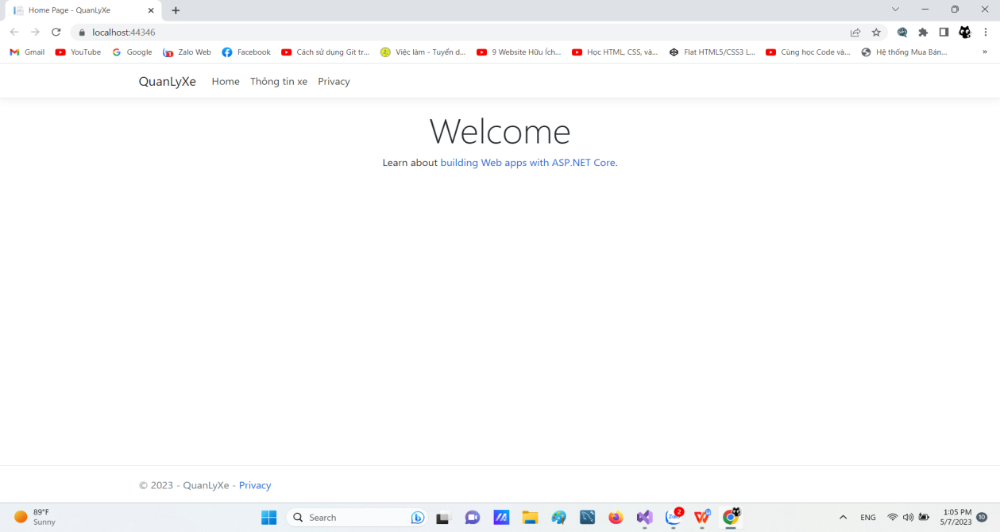 Home Page - QuanLyXe
localhost:44346
Gmail YouTube Google Zalo Web Facebook Cách sử dụng Git tr... Việc làm - Tuyển d... 9 Website Hữu Ích... Học HTML, CSS, và... Flat HTML5/CSS3 L... Cùng học Code và... Hệ thống Mua Bán... »
QuanLyXe Home Thông tin xe Privacy
Welcome
Learn about building Web apps with ASP.NET Core.
© 2023 - QuanLyXe - Privacy
89°F
Sunny
Search
2
ENG
1:05 PM
5/7/2023
10